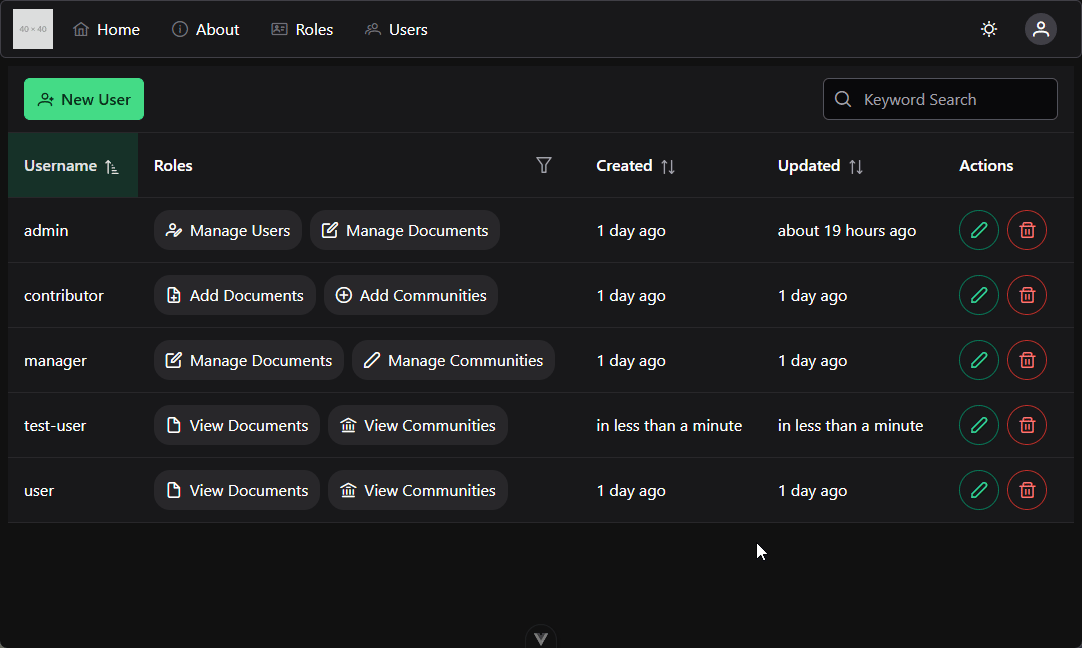 40 × 40 Home About Roles Users
New User Keyword Search
Username Roles Created Updated Actions
admin Manage Users Manage Documents 1 day ago about 19 hours ago
contributor Add Documents Add Communities 1 day ago 1 day ago
manager Manage Documents Manage Communities 1 day ago 1 day ago
test-user View Documents View Communities in less than a minute in less than a minute
user View Documents View Communities 1 day ago 1 day ago